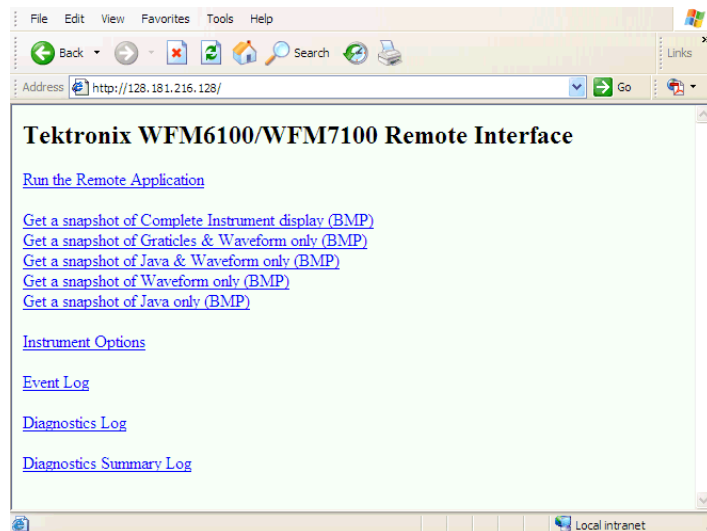 File Edit View Favorites Tools Help
Back Search Links
Address http://128.181.216.128/ Go
Tektronix WFM6100/WFM7100 Remote Interface
Run the Remote Application
Get a snapshot of Complete Instrument display (BMP)
Get a snapshot of Graticles & Waveform only (BMP)
Get a snapshot of Java & Waveform only (BMP)
Get a snapshot of Waveform only (BMP)
Get a snapshot of Java only (BMP)
Instrument Options
Event Log
Diagnostics Log
Diagnostics Summary Log
Local intranet